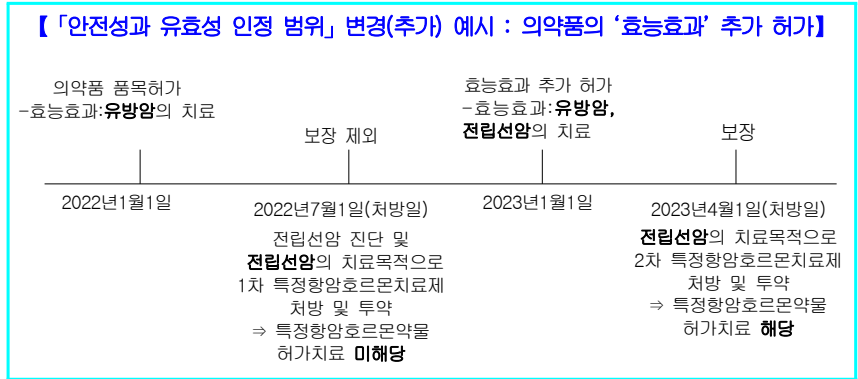 【「안전성과 유효성 인정 범위」 변경(추가) 예시 : 의약품의 ‘효능효과’ 추가 허가】
의약품 품목허가
-효능효과:유방암의 치료
보장 제외
효능효과 추가 허가
-효능효과:유방암,
전립선암의 치료
보장
2022년1월1일
2022년7월1일(처방일)
전립선암 진단 및
전립선암의 치료목적으로
1차 특정항암호르몬치료제
처방 및 투약
⇒ 특정항암호르몬약물
허가치료 미해당
2023년1월1일
2023년4월1일(처방일)
전립선암의 치료목적으로
2차 특정항암호르몬치료제
처방 및 투약
⇒ 특정항암호르몬약물
허가치료 해당